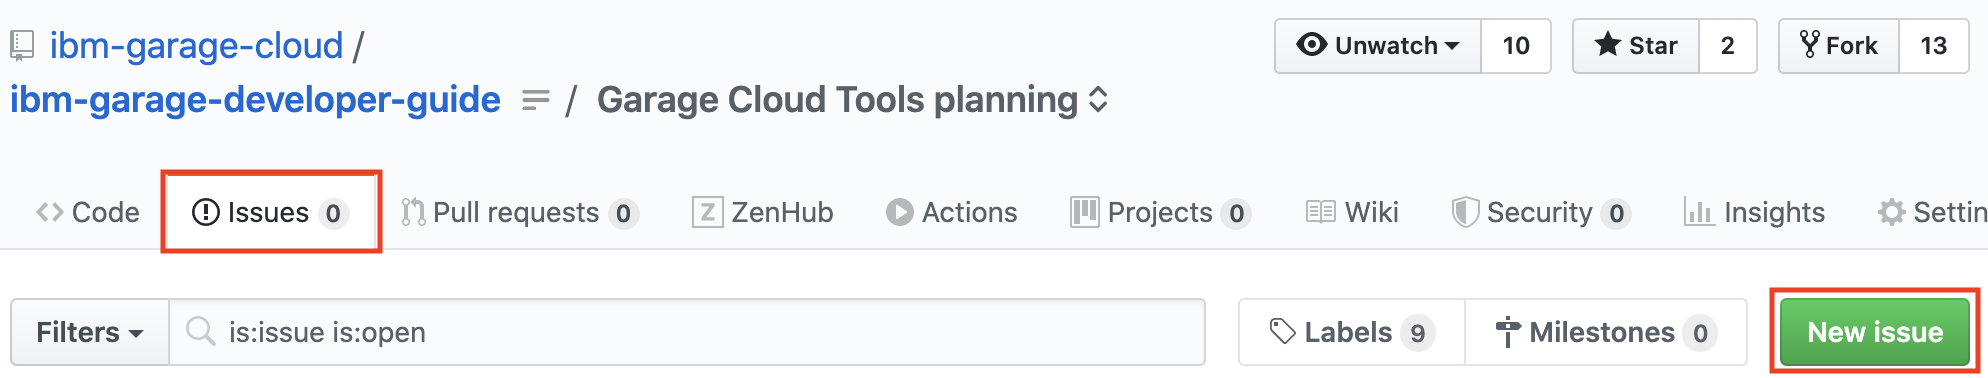 ibm-garage-cloud / Unwatch 10 Star 2 Fork 13
ibm-garage-developer-guide / Garage Cloud Tools planning
Code Issues 0 Pull requests 0 Z ZenHub Actions Projects 0 Wiki Security 0 Insights Settin
Filters is:issue is:open Labels 9 Milestones 0 New issue